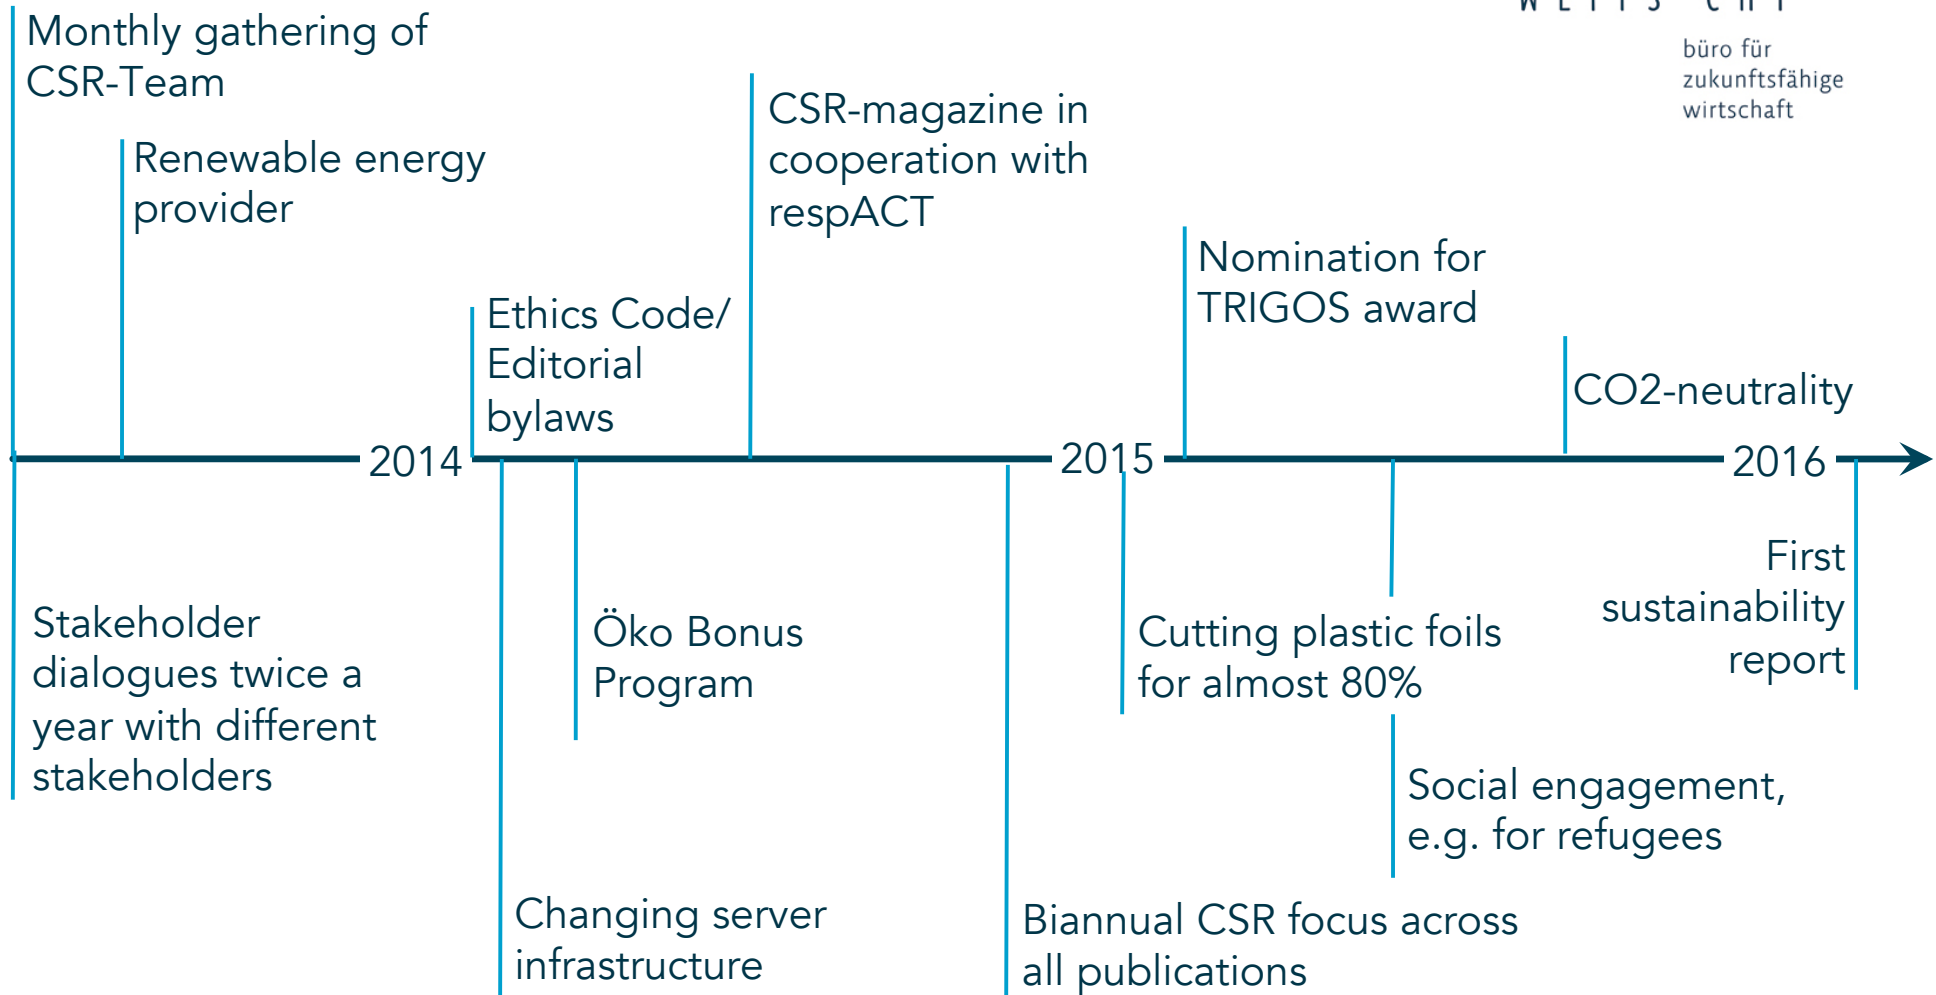 büro für
zukunftsfähige
wirtschaft
Monthly gathering of
CSR-Team
Renewable energy
provider
CSR-magazine in
cooperation with
respACT
Nomination for
TRIGOS award
Ethics Code/
Editorial
bylaws
CO2-neutrality
2014
2015
2016
First
sustainability
report
Stakeholder
dialogues twice a
year with different
stakeholders
Öko Bonus
Program
Cutting plastic foils
for almost 80%
Social engagement,
e.g. for refugees
Changing server
infrastructure
Biannual CSR focus across
all publications